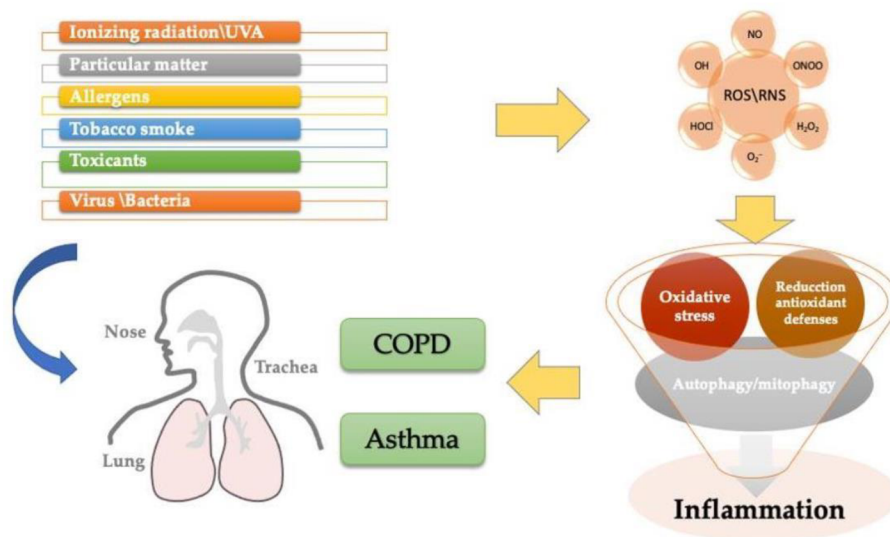 Ionizing radiation\UVA
Particular matter
Allergens
Tobacco smoke
Toxicants
Virus \Bacteria
NO
OH
ONOO
ROS\RNS
HOCl
H₂O₂
O₂⁻
Oxidative
stress
Reducction
antioxidant
defenses
Autophagy/mitophagy
Inflammation
Nose
Trachea
Lung
COPD
Asthma